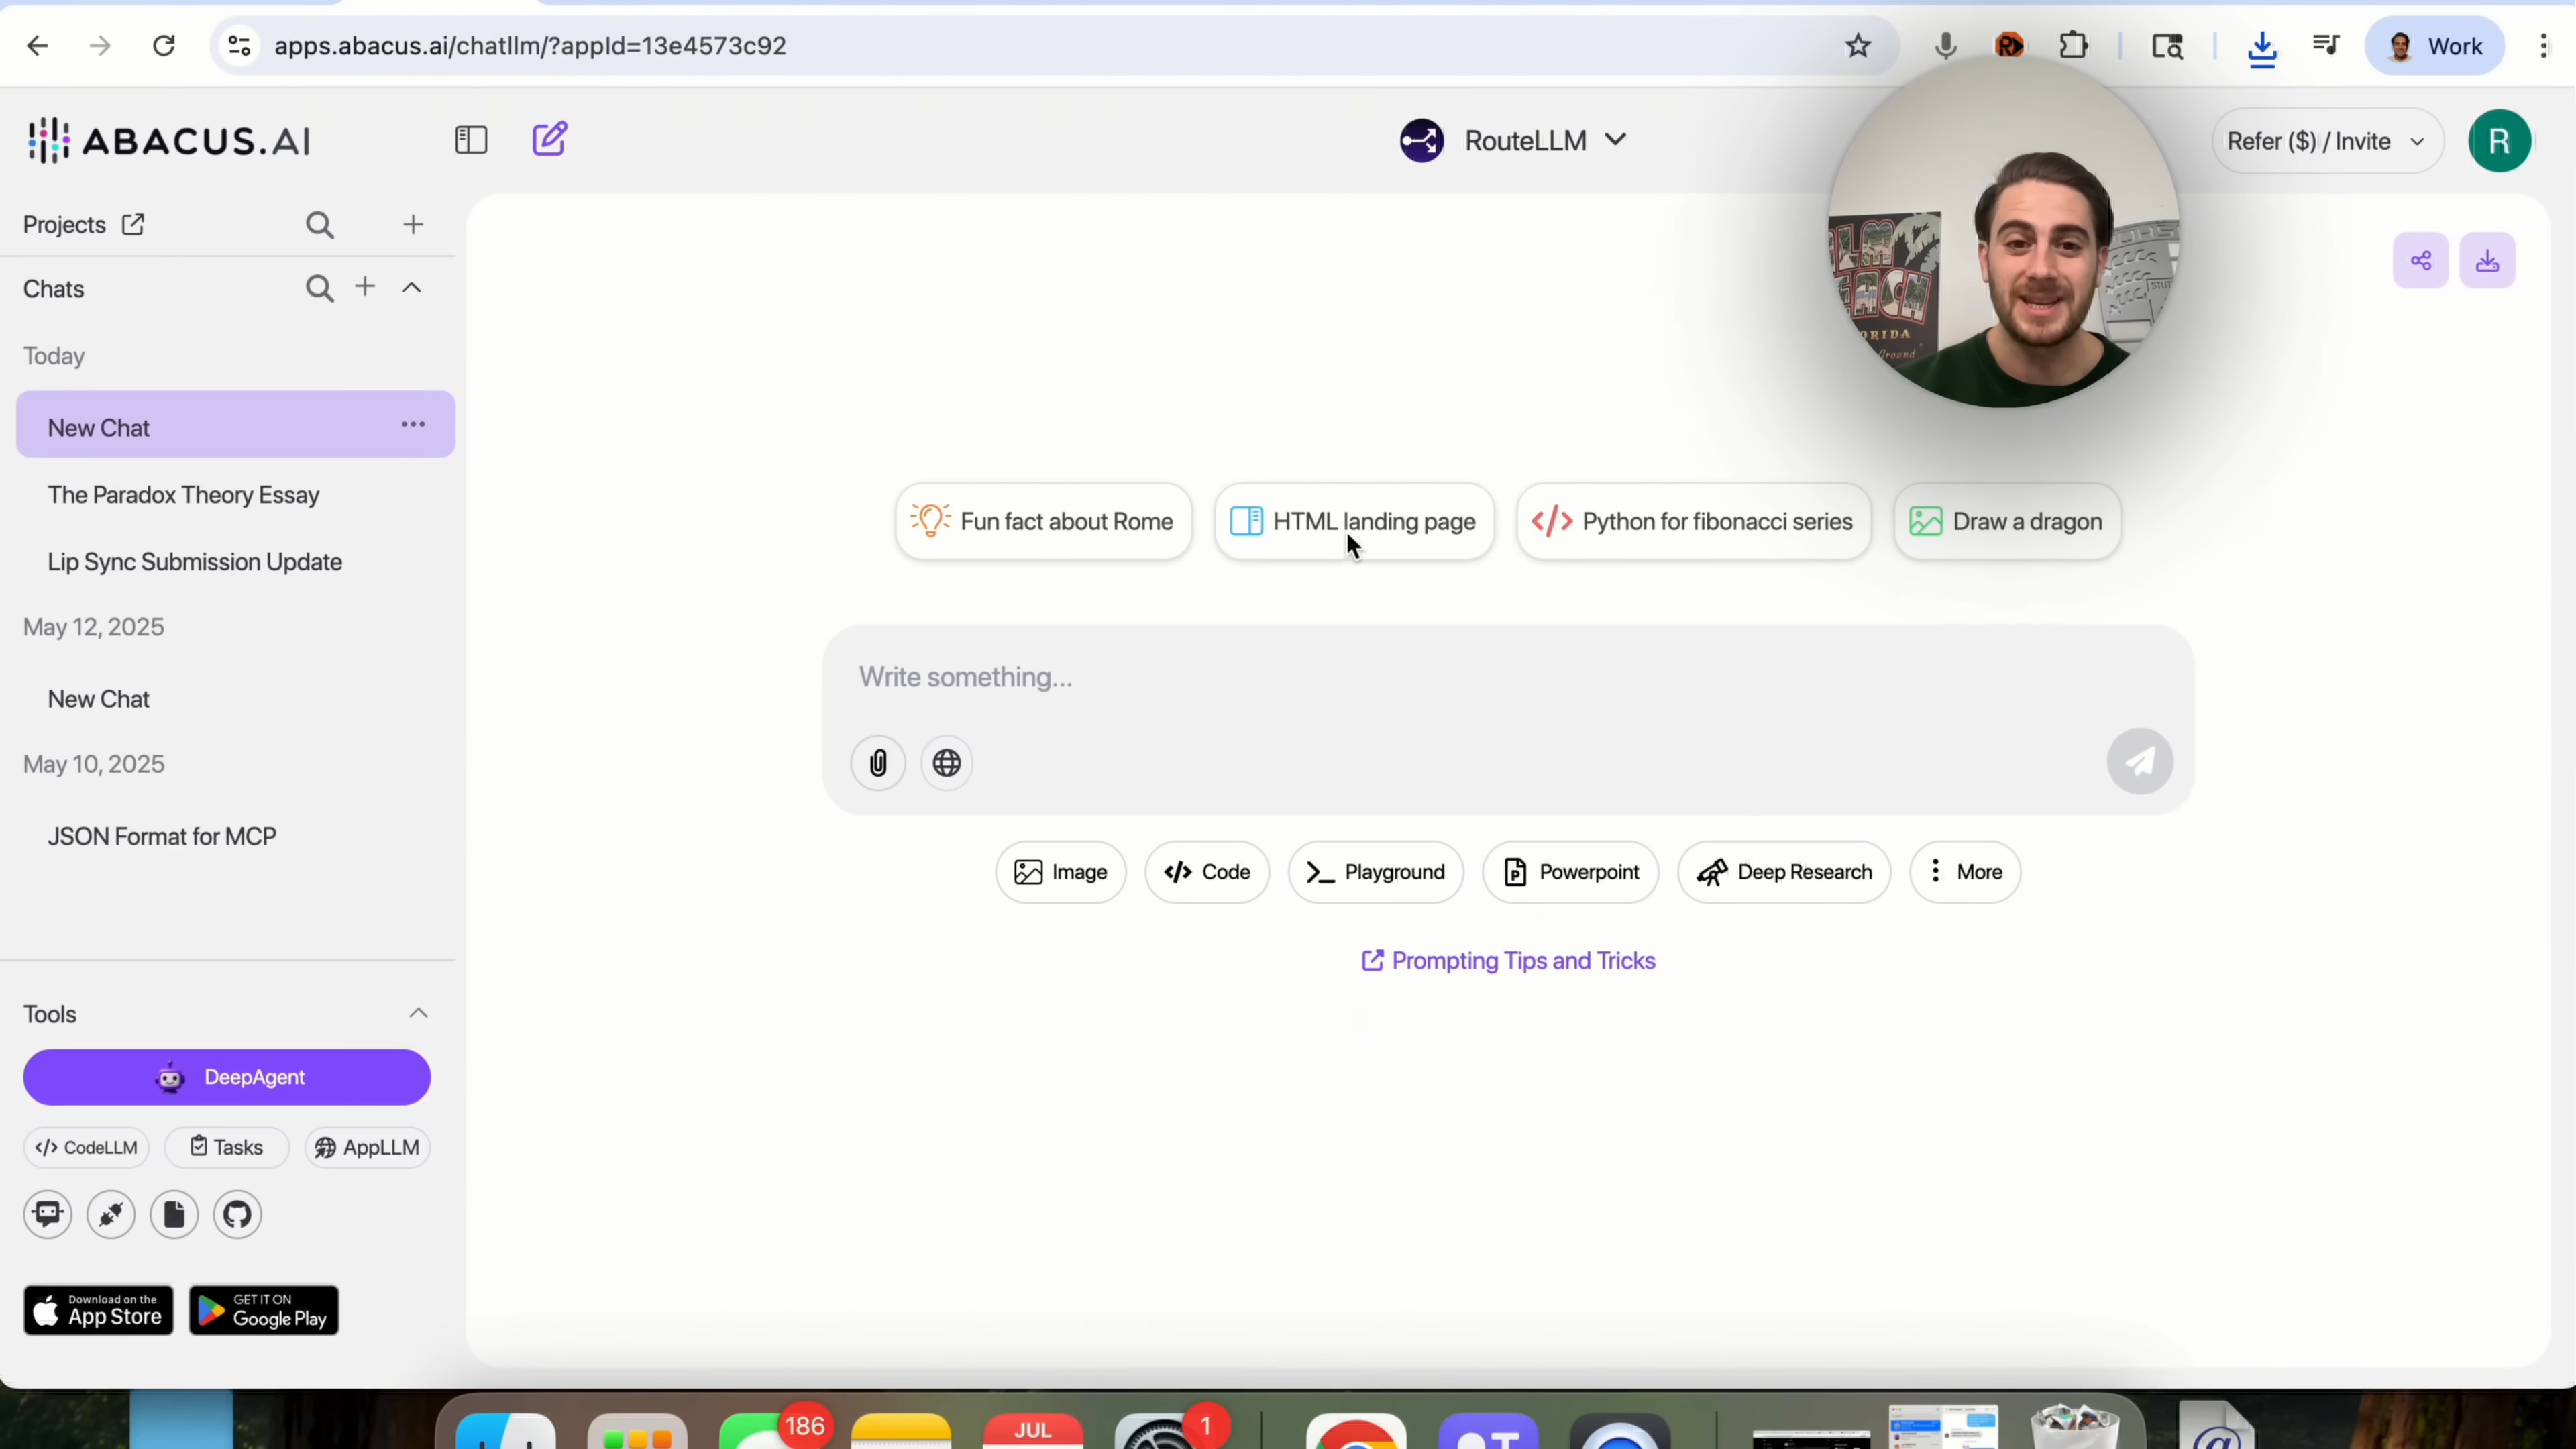 apps.abacus.ai/chatllm/?appId=13e4573c92
Work
ABACUS.AI
RouteLLM
Refer ($) / Invite
R
Projects
Chats
Today
New Chat
The Paradox Theory Essay
Lip Sync Submission Update
May 12, 2025
New Chat
May 10, 2025
JSON Format for MCP
Fun fact about Rome
HTML landing page
Python for fibonacci series
Draw a dragon
Write something...
Image
Code
Playground
Powerpoint
Deep Research
More
Prompting Tips and Tricks
Tools
DeepAgent
CodeLLM
Tasks
AppLLM
Download on the
App Store
GET IT ON
Google Play
186
JUL
1